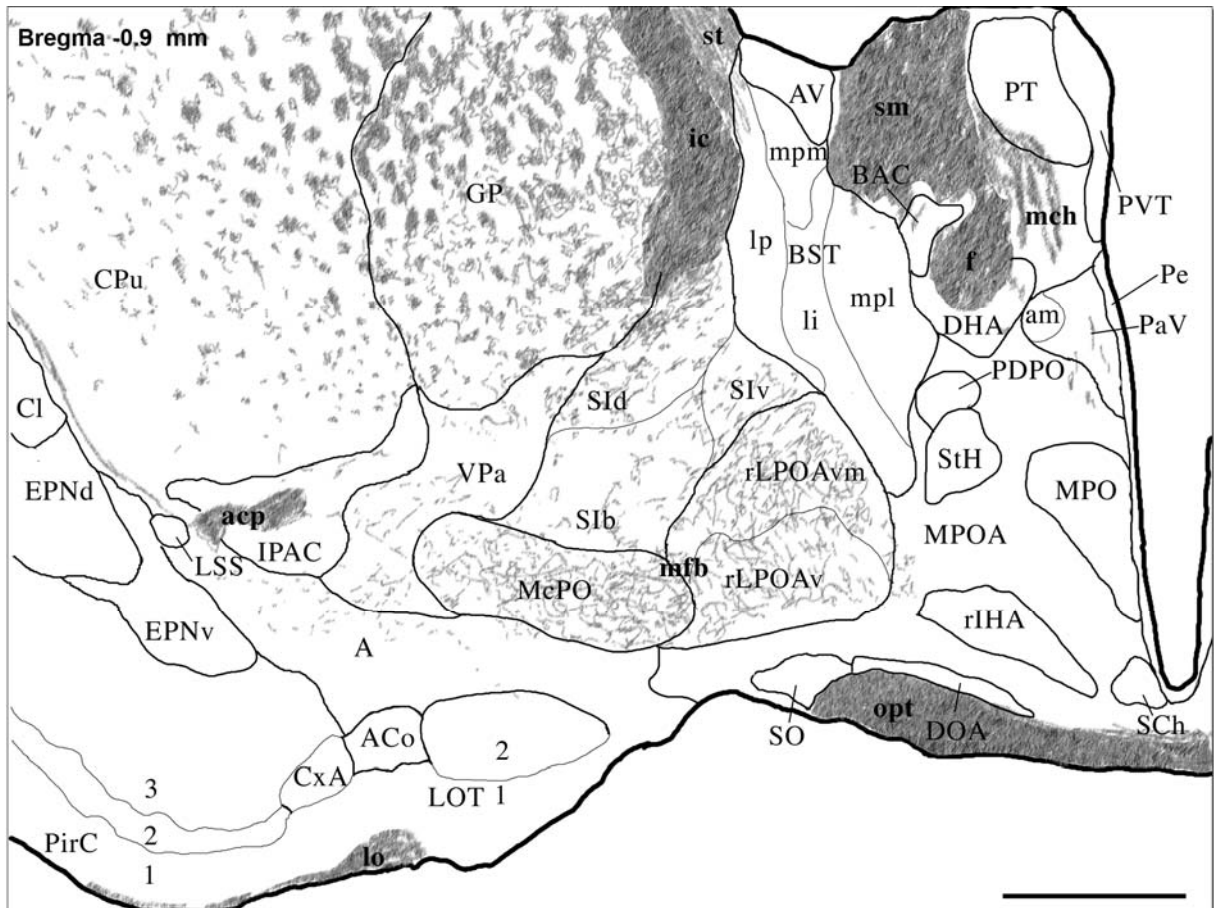 Bregma -0.9 mm
st
AV
sm
PT
ic
mpm
BAC
GP
mch
PVT
lp
BST
f
CPu
mpl
Pe
li
DHA
am
PaV
PDPO
Cl
SId
SIv
StH
EPNd
VPa
rLPOAvm
MPO
acp
SIb
IPAC
MPOA
LSS
mfb
McPO
rLPOAv
EPNv
rIHA
A
opt
SCh
ACo
SO
DOA
2
CxA
3
LOT 1
2
PirC
lo
1